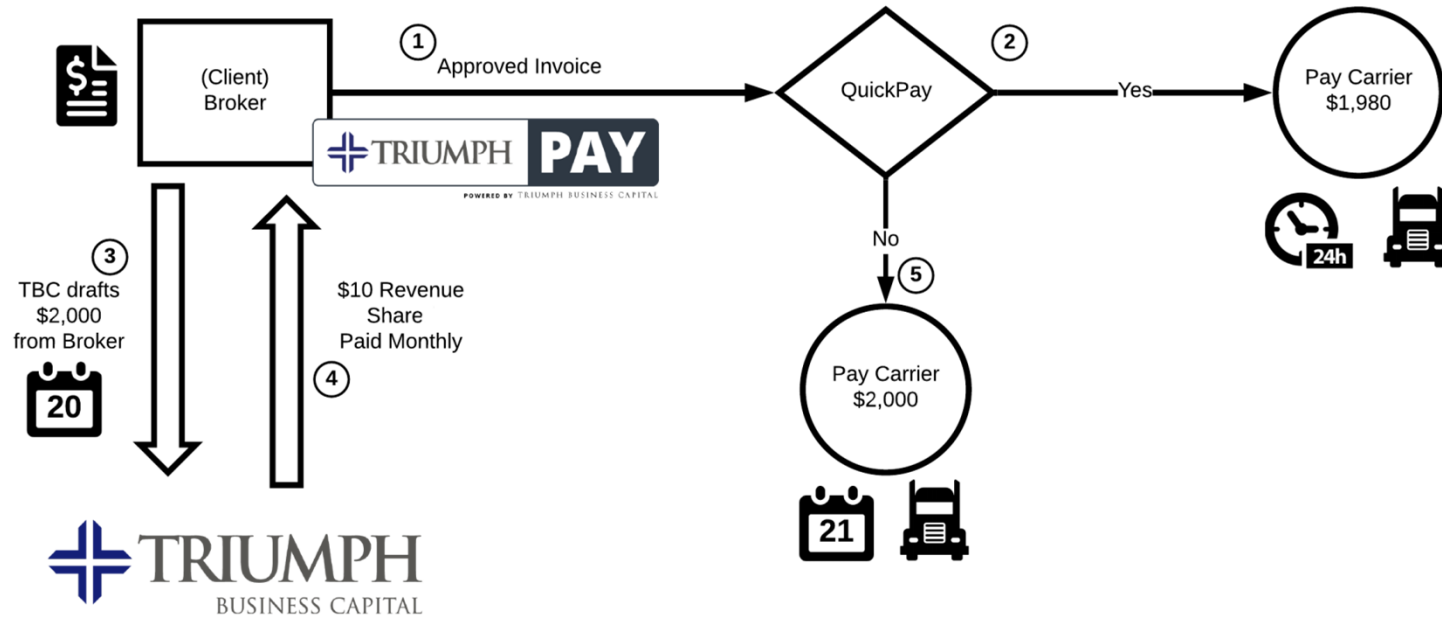 1
Approved Invoice
(Client)
Broker
TRIUMPH PAY
POWERED BY TRIUMPH BUSINESS CAPITAL
QuickPay
2
Yes
Pay Carrier
$1,980
24h
No
5
Pay Carrier
$2,000
21
3
TBC drafts
$2,000
from Broker
20
$10 Revenue
Share
Paid Monthly
4
TRIUMPH
BUSINESS CAPITAL